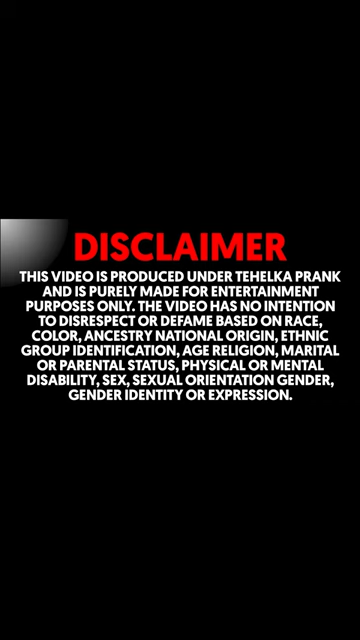 DISCLAIMER
THIS VIDEO IS PRODUCED UNDER TEHELKA PRANK
AND IS PURELY MADE FOR ENTERTAINMENT
PURPOSES ONLY. THE VIDEO HAS NO INTENTION
TO DISRESPECT OR DEFAME BASED ON RACE,
COLOR, ANCESTRY NATIONAL ORIGIN, ETHNIC
GROUP IDENTIFICATION, AGE RELIGION, MARITAL
OR PARENTAL STATUS, PHYSICAL OR MENTAL
DISABILITY, SEX, SEXUAL ORIENTATION GENDER,
GENDER IDENTITY OR EXPRESSION.